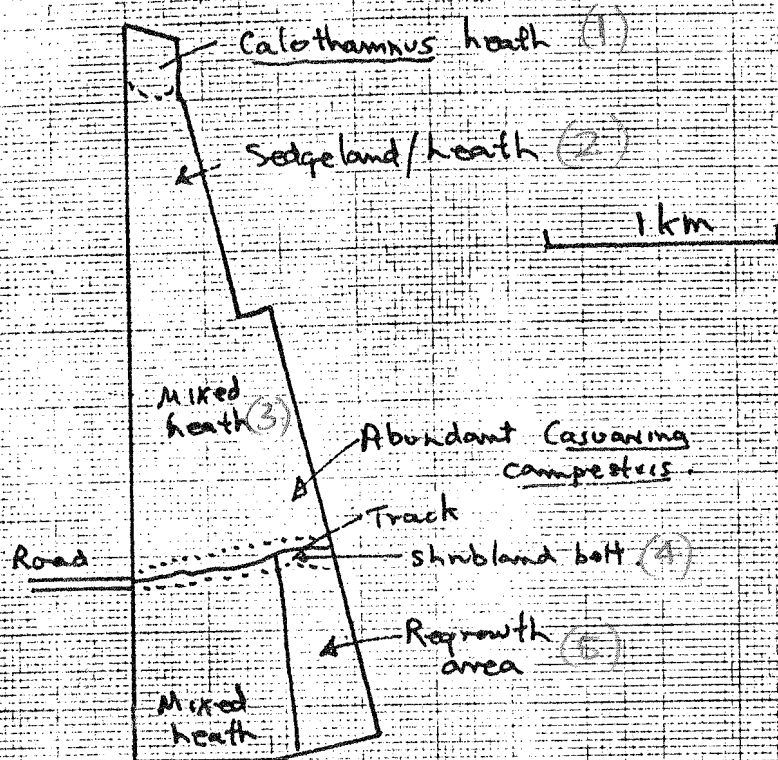 Calothamnus heath (1)
Sedgeland/heath (2)
1 km
Mixed
heath (3)
Abundant Casuarina
campestris.
Track
Road
Shrubland belt (4)
Regrowth (5)
area
Mixed
heath